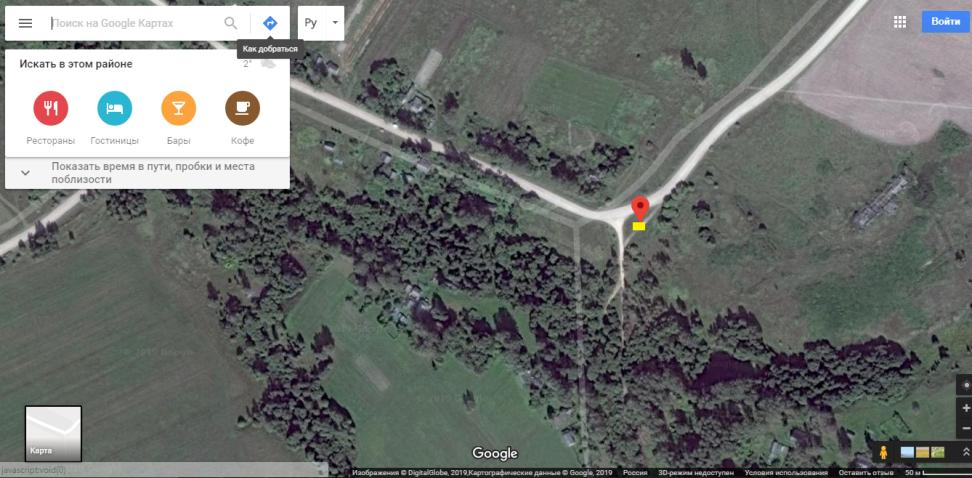 Поиск на Google Картах
Ру
Войти
Как добраться
Искать в этом районе
2°
Рестораны
Гостиницы
Бары
Кофе
Показать время в пути, пробки и места
поблизости
Карта
Google
javascript:void(0)
Изображения © DigitalGlobe, 2019,Картографические данные © Google, 2019 Россия 3D-режим недоступен Условия использования Оставить отзыв 50 м